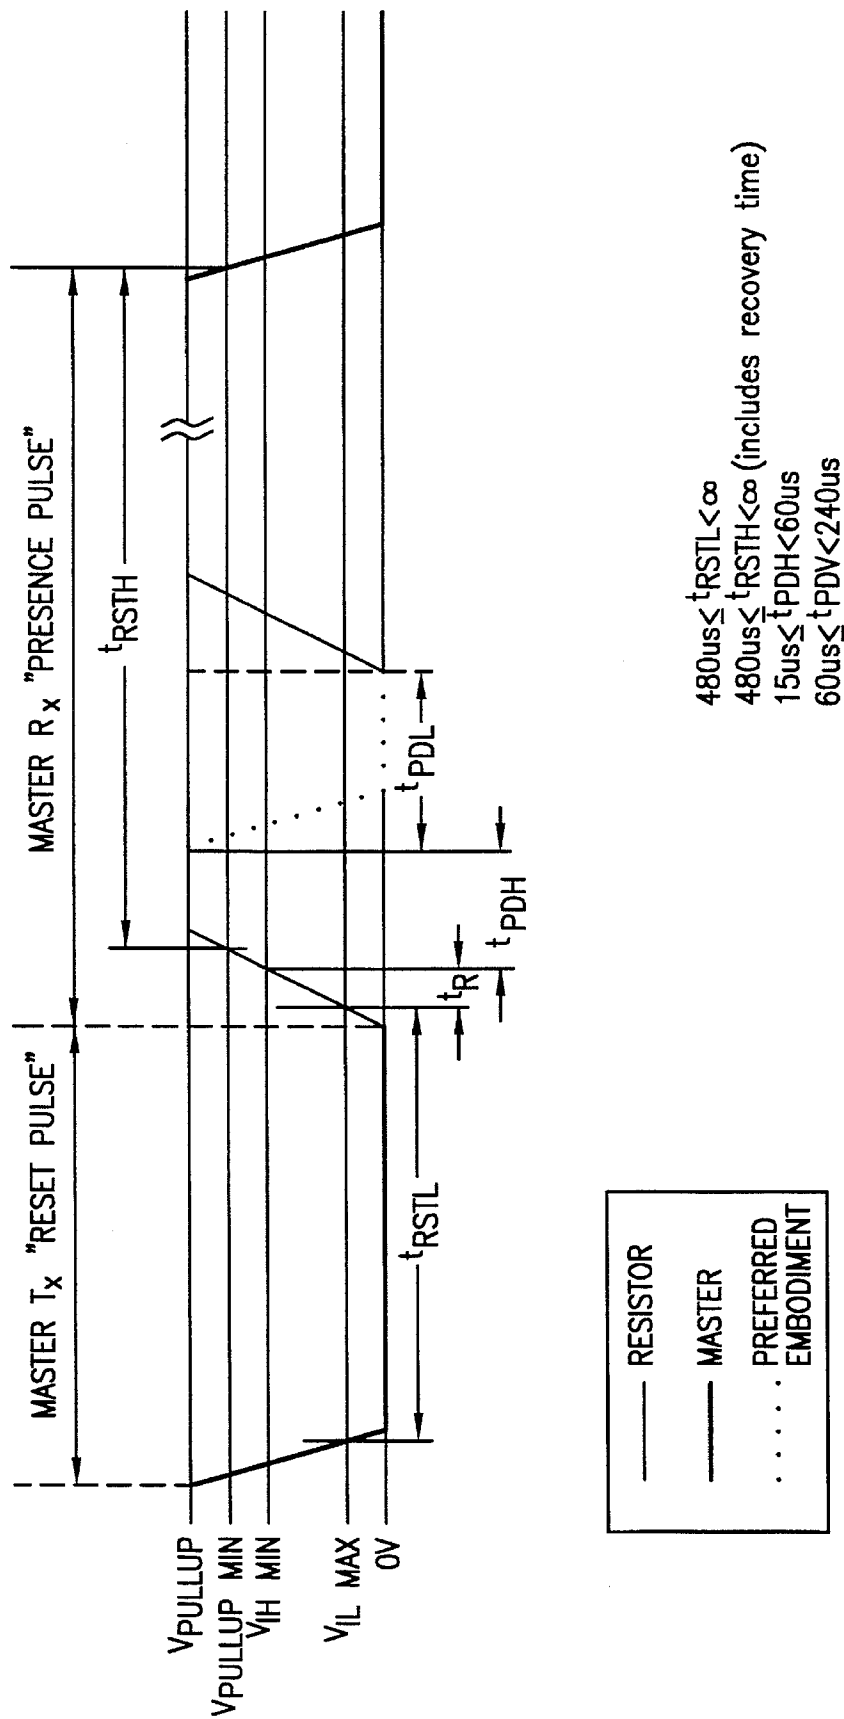 MASTER Tx "RESET PULSE"
MASTER Rx "PRESENCE PULSE"
tRSTH
VPULLUP
VPULLUP MIN
VIH MIN
VIL MAX
0V
tRSTL
tR
tPDH
tPDL
RESISTOR
MASTER
PREFERRED
EMBODIMENT
480us≤tRSTL<∞
480us≤tRSTH<∞ (includes recovery time)
15us≤tPDH<60us
60us≤tPDV<240us